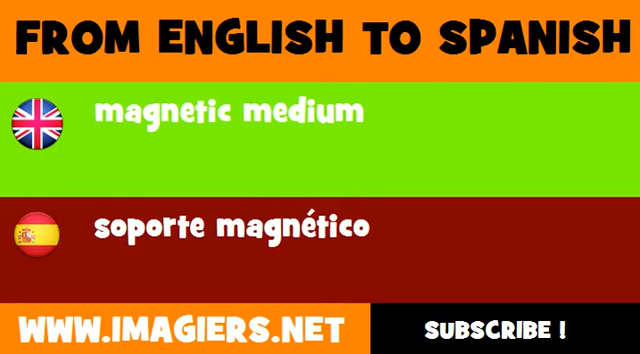 FROM ENGLISH TO SPANISH
magnetic medium
soporte magnético
WWW.IMAGIERS.NET
SUBSCRIBE !